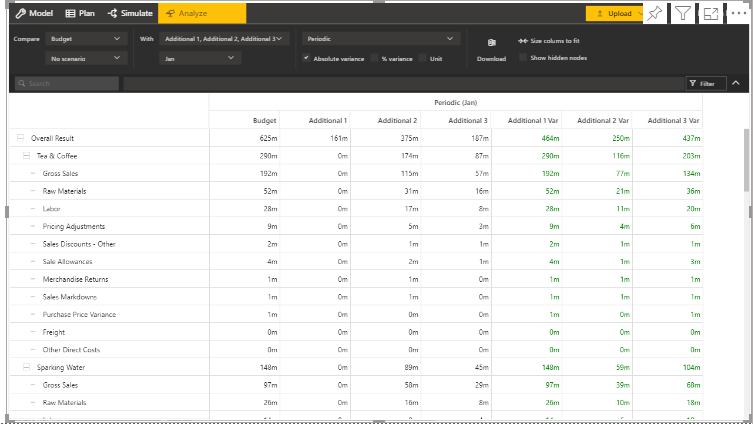 Model Plan Simulate Analyze Upload
Compare Budget With Additional 1, Additional 2, Additional 3 Periodic Size colums to fit
No scenario Jan Absolute variance % variance Unit Download Show hidden nodes
Search Filter
Periodic (Jan)
Budget Additional 1 Additional 2 Additional 3 Additional 1 Var Additional 2 Var Additional 3 Var
Overall Result 625m 161m 375m 187m 464m 250m 437m
Tea & Coffee 290m 0m 174m 87m 290m 116m 203m
Gross Sales 192m 0m 115m 57m 192m 77m 134m
Raw Materials 52m 0m 31m 16m 52m 21m 36m
Labor 28m 0m 17m 8m 28m 11m 20m
Pricing Adjustments 9m 0m 5m 3m 9m 4m 6m
Sales Discounts - Other 2m 0m 1m 1m 2m 1m 1m
Sale Allowances 4m 0m 2m 1m 4m 1m 3m
Merchandise Returns 1m 0m 1m 0m 1m 1m 1m
Sales Markdowns 1m 0m 1m 0m 1m 1m 1m
Purchase Price Variance 1m 0m 0m 0m 1m 0m 1m
Freight 0m 0m 0m 0m 0m 0m 0m
Other Direct Costs 0m 0m 0m 0m 0m 0m 0m
Sparking Water 148m 0m 89m 45m 148m 59m 104m
Gross Sales 97m 0m 58m 29m 97m 39m 68m
Raw Materials 26m 0m 16m 8m 26m 10m 18m